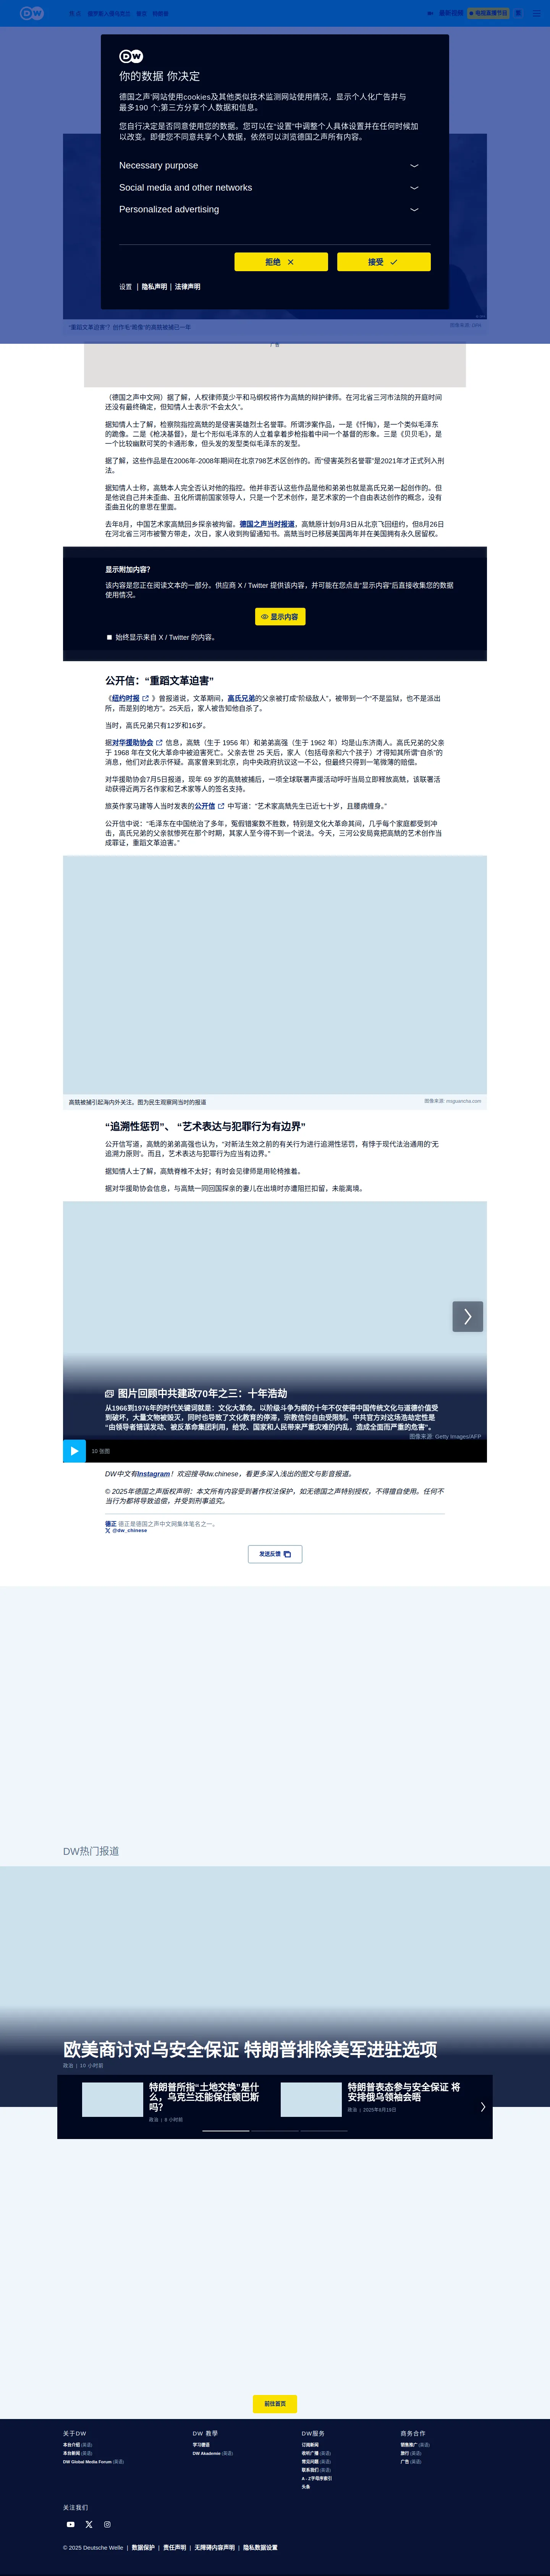 DW
最新视频
电视直播节目
DW
你的数据 你决定
德国之声'网站使用cookies及其他类似技术监测网站使用情况，显示个人化广告并与
最多190 个;第三方分享个人数据和信息。
您自行决定是否同意使用您的数据。您可以在“设置”中调整个人具体设置并在任何时候加
以改变。即便您不同意共享个人数据，依然可以浏览德国之声所有内容。
Necessary purpose
Social media and other networks
Personalized advertising
拒绝
接受
设置 | 隐私声明 | 法律声明
“重蹈文革迫害”？创作毛“跪像”的高兟被捕已一年
广告
（德国之声中文网）据了解，人权律师莫少平和马纲权将作为高兟的辩护律师。在河北省三河市法院的开庭时间
还没有最终确定，但知情人士表示“不会太久”。
据知情人士了解，检察院指控高兟的是侵害英雄烈士名誉罪。所谓涉案作品，一是《忏悔》，是一个类似毛泽东
的跪像。二是《枪决基督》，是七个形似毛泽东的人立着拿着步枪指着中间一个基督的形象。三是《贝贝毛》，是
一个比较幽默可笑的卡通形象，但头发的发型类似毛泽东的发型。
据了解，这些作品是在2006年-2008年期间在北京798艺术区创作的。而“侵害英烈名誉罪”是2021年才正式列入刑
法。
据知情人士称，高兟本人完全否认对他的指控。他并非否认这些作品是他和弟弟也就是高氏兄弟一起创作的。但
是他说自己并未歪曲、丑化所谓前国家领导人，只是一个艺术创作，是艺术家的一个自由表达创作的概念，没有
歪曲丑化的意思在里面。
去年8月，中国艺术家高兟回乡探亲被拘留。德国之声当时报道，高兟原计划9月3日从北京飞回纽约，但8月26日
在河北省三河市被警方带走，次日，家人收到拘留通知书。高兟当时已移居美国两年并在美国拥有永久居留权。
显示附加内容？
该内容是您正在阅读文本的一部分。供应商 X / Twitter 提供该内容，并可能在您点击"显示内容"后直接收集您的数据
使用情况。
显示内容
始终显示来自 X / Twitter 的内容。
公开信：“重蹈文革迫害”
《纽约时报 》曾报道说，文革期间，高氏兄弟的父亲被打成“阶级敌人”，被带到一个“不是监狱，也不是派出
所，而是别的地方”。25天后，家人被告知他自杀了。
当时，高氏兄弟只有12岁和16岁。
据对华援助协会 信息，高兟（生于 1956 年）和弟弟高强（生于 1962 年）均是山东济南人。高氏兄弟的父亲
于 1968 年在文化大革命中被迫害死亡。父亲去世 25 天后，家人（包括母亲和六个孩子）才得知其所谓“自杀”的
消息，他们对此表示怀疑。高家曾来到北京，向中央政府抗议这一不公，但最终只得到一笔微薄的赔偿。
对华援助协会7月5日报道，现年 69 岁的高兟被捕后，一项全球联署声援活动呼吁当局立即释放高兟，该联署活
动获得近两万名作家和艺术家等人的签名支持。
旅英作家马建等人当时发表的公开信 中写道：“艺术家高兟先生已近七十岁，且腰病缠身。”
公开信中说：“毛泽东在中国统治了多年，冤假错案数不胜数，特别是文化大革命其间，几乎每个家庭都受到冲
击，高氏兄弟的父亲就惨死在那个时期，其家人至今得不到一个说法。今天，三河公安局竟把高兟的艺术创作当
成罪证，重蹈文革迫害。”
高兟被捕引起海内外关注。图为民生观察网当时的报道
图像来源: msguancha.com
“追溯性惩罚”、 “艺术表达与犯罪行为有边界”
公开信写道，高兟的弟弟高强也认为，“对新法生效之前的有关行为进行追溯性惩罚，有悖于现代法治通用的‘无
追溯力原则’。而且，艺术表达与犯罪行为应当有边界。”
据知情人士了解，高兟脊椎不太好；有时会见律师是用轮椅推着。
据对华援助协会信息，与高兟一同回国探亲的妻儿在出境时亦遭阻拦扣留，未能离境。
图片回顾中共建政70年之三：十年浩劫
从1966到1976年的时代关键词就是：文化大革命。以阶级斗争为纲的十年不仅使得中国传统文化与道德价值受
到破坏，大量文物被毁灭，同时也导致了文化教育的停滞，宗教信仰自由受限制。中共官方对这场浩劫定性是
“由领导者错误发动、被反革命集团利用，给党、国家和人民带来严重灾难的内乱，造成全面而严重的危害”。
图像来源: Getty Images/AFP
10 张图
DW中文有Instagram！欢迎搜寻dw.chinese，看更多深入浅出的图文与影音报道。
© 2025年德国之声版权声明：本文所有内容受到著作权法保护，如无德国之声特别授权，不得擅自使用。任何不
当行为都将导致追偿，并受到刑事追究。
德正 德正是德国之声中文网集体笔名之一。
@dw_chinese
发送反馈
DW热门报道
欧美商讨对乌安全保证 特朗普排除美军进驻选项
政治 | 10 小时前
特朗普所指“土地交换”是什
么，乌克兰还能保住顿巴斯
吗？
政治 | 8 小时前
特朗普表态参与安全保证 将
安排俄乌领袖会晤
政治 | 2025年8月19日
前往首页
关于DW
本台介绍 (英语)
本台新闻 (英语)
DW Global Media Forum (英语)
DW 教學
学习德语
DW Akademie (英语)
DW服务
订阅新闻
收听广播 (英语)
常见问题 (英语)
联系我们 (英语)
A - Z字母序索引
头条
商务合作
销售推广 (英语)
旅行 (英语)
广告 (英语)
关注我们
© 2025 Deutsche Welle | 数据保护 | 责任声明 | 无障碍内容声明 | 隐私数据设置